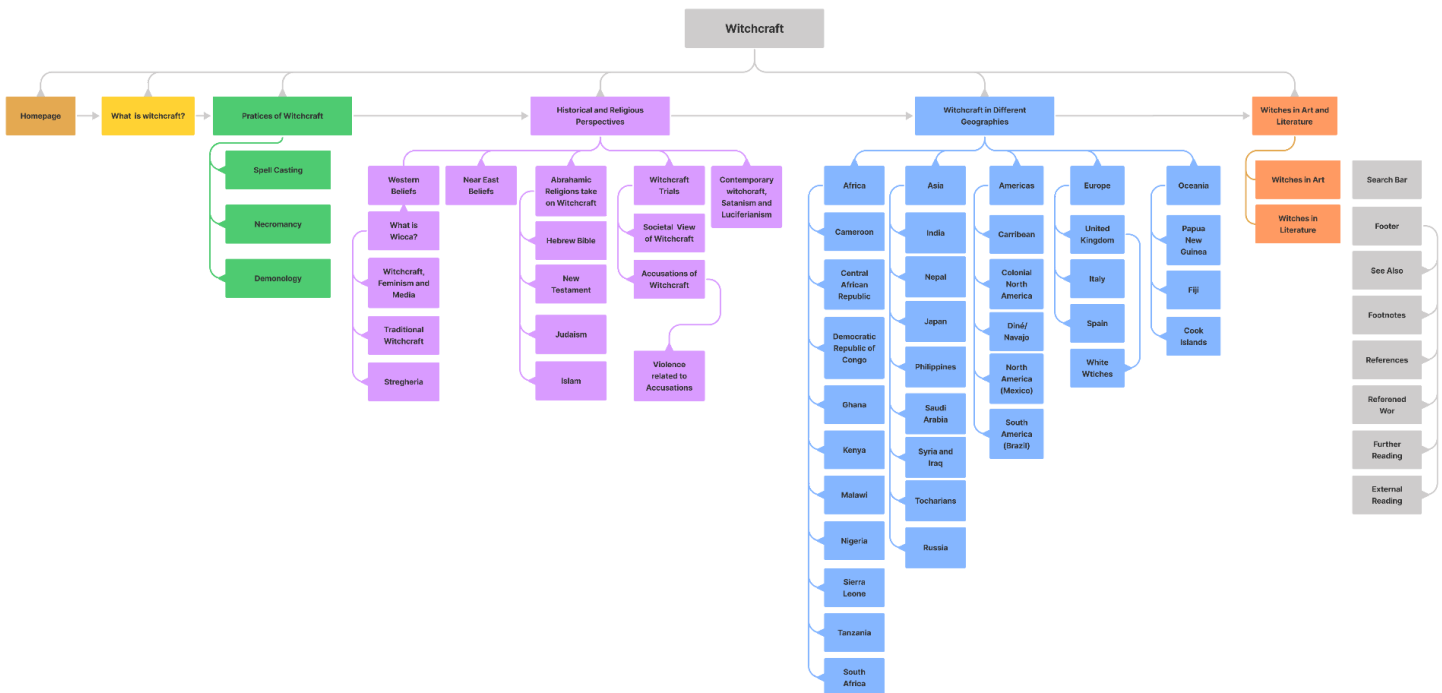 Witchcraft
Homepage
What is witchcraft?
Pratices of Witchcraft
Historical and Religious
Perspectives
Witchcraft in Different
Geographies
Witches in Art and
Literature
Spell Casting
Necromancy
Demonology
Western
Beliefs
What is
Wicca?
Witchcraft,
Feminism and
Media
Traditional
Witchcraft
Stregheria
Near East
Beliefs
Abrahamic
Religions take
on Witchcraft
Hebrew Bible
New
Testament
Judaism
Islam
Witchcraft
Trials
Societal View
of Witchcraft
Accusations of
Witchcraft
Violence
related to
Accusations
Contemporary
witchcraft,
Satanism and
Luciferianism
Africa
Cameroon
Central
African
Republic
Democratic
Republic of
Congo
Ghana
Kenya
Malawi
Nigeria
Sierra
Leone
Tanzania
South
Africa
Asia
India
Nepal
Japan
Philippines
Saudi
Arabia
Syria and
Iraq
Tocharians
Russia
Americas
Carribean
Colonial
North
America
Diné/
Navajo
North
America
(Mexico)
South
America
(Brazil)
Europe
United
Kingdom
Italy
Spain
White
Wtiches
Oceania
Papua
New
Guinea
Fiji
Cook
Islands
Witches in Art
Witches in
Literature
Search Bar
Footer
See Also
Footnotes
References
Referened
Wor
Further
Reading
External
Reading